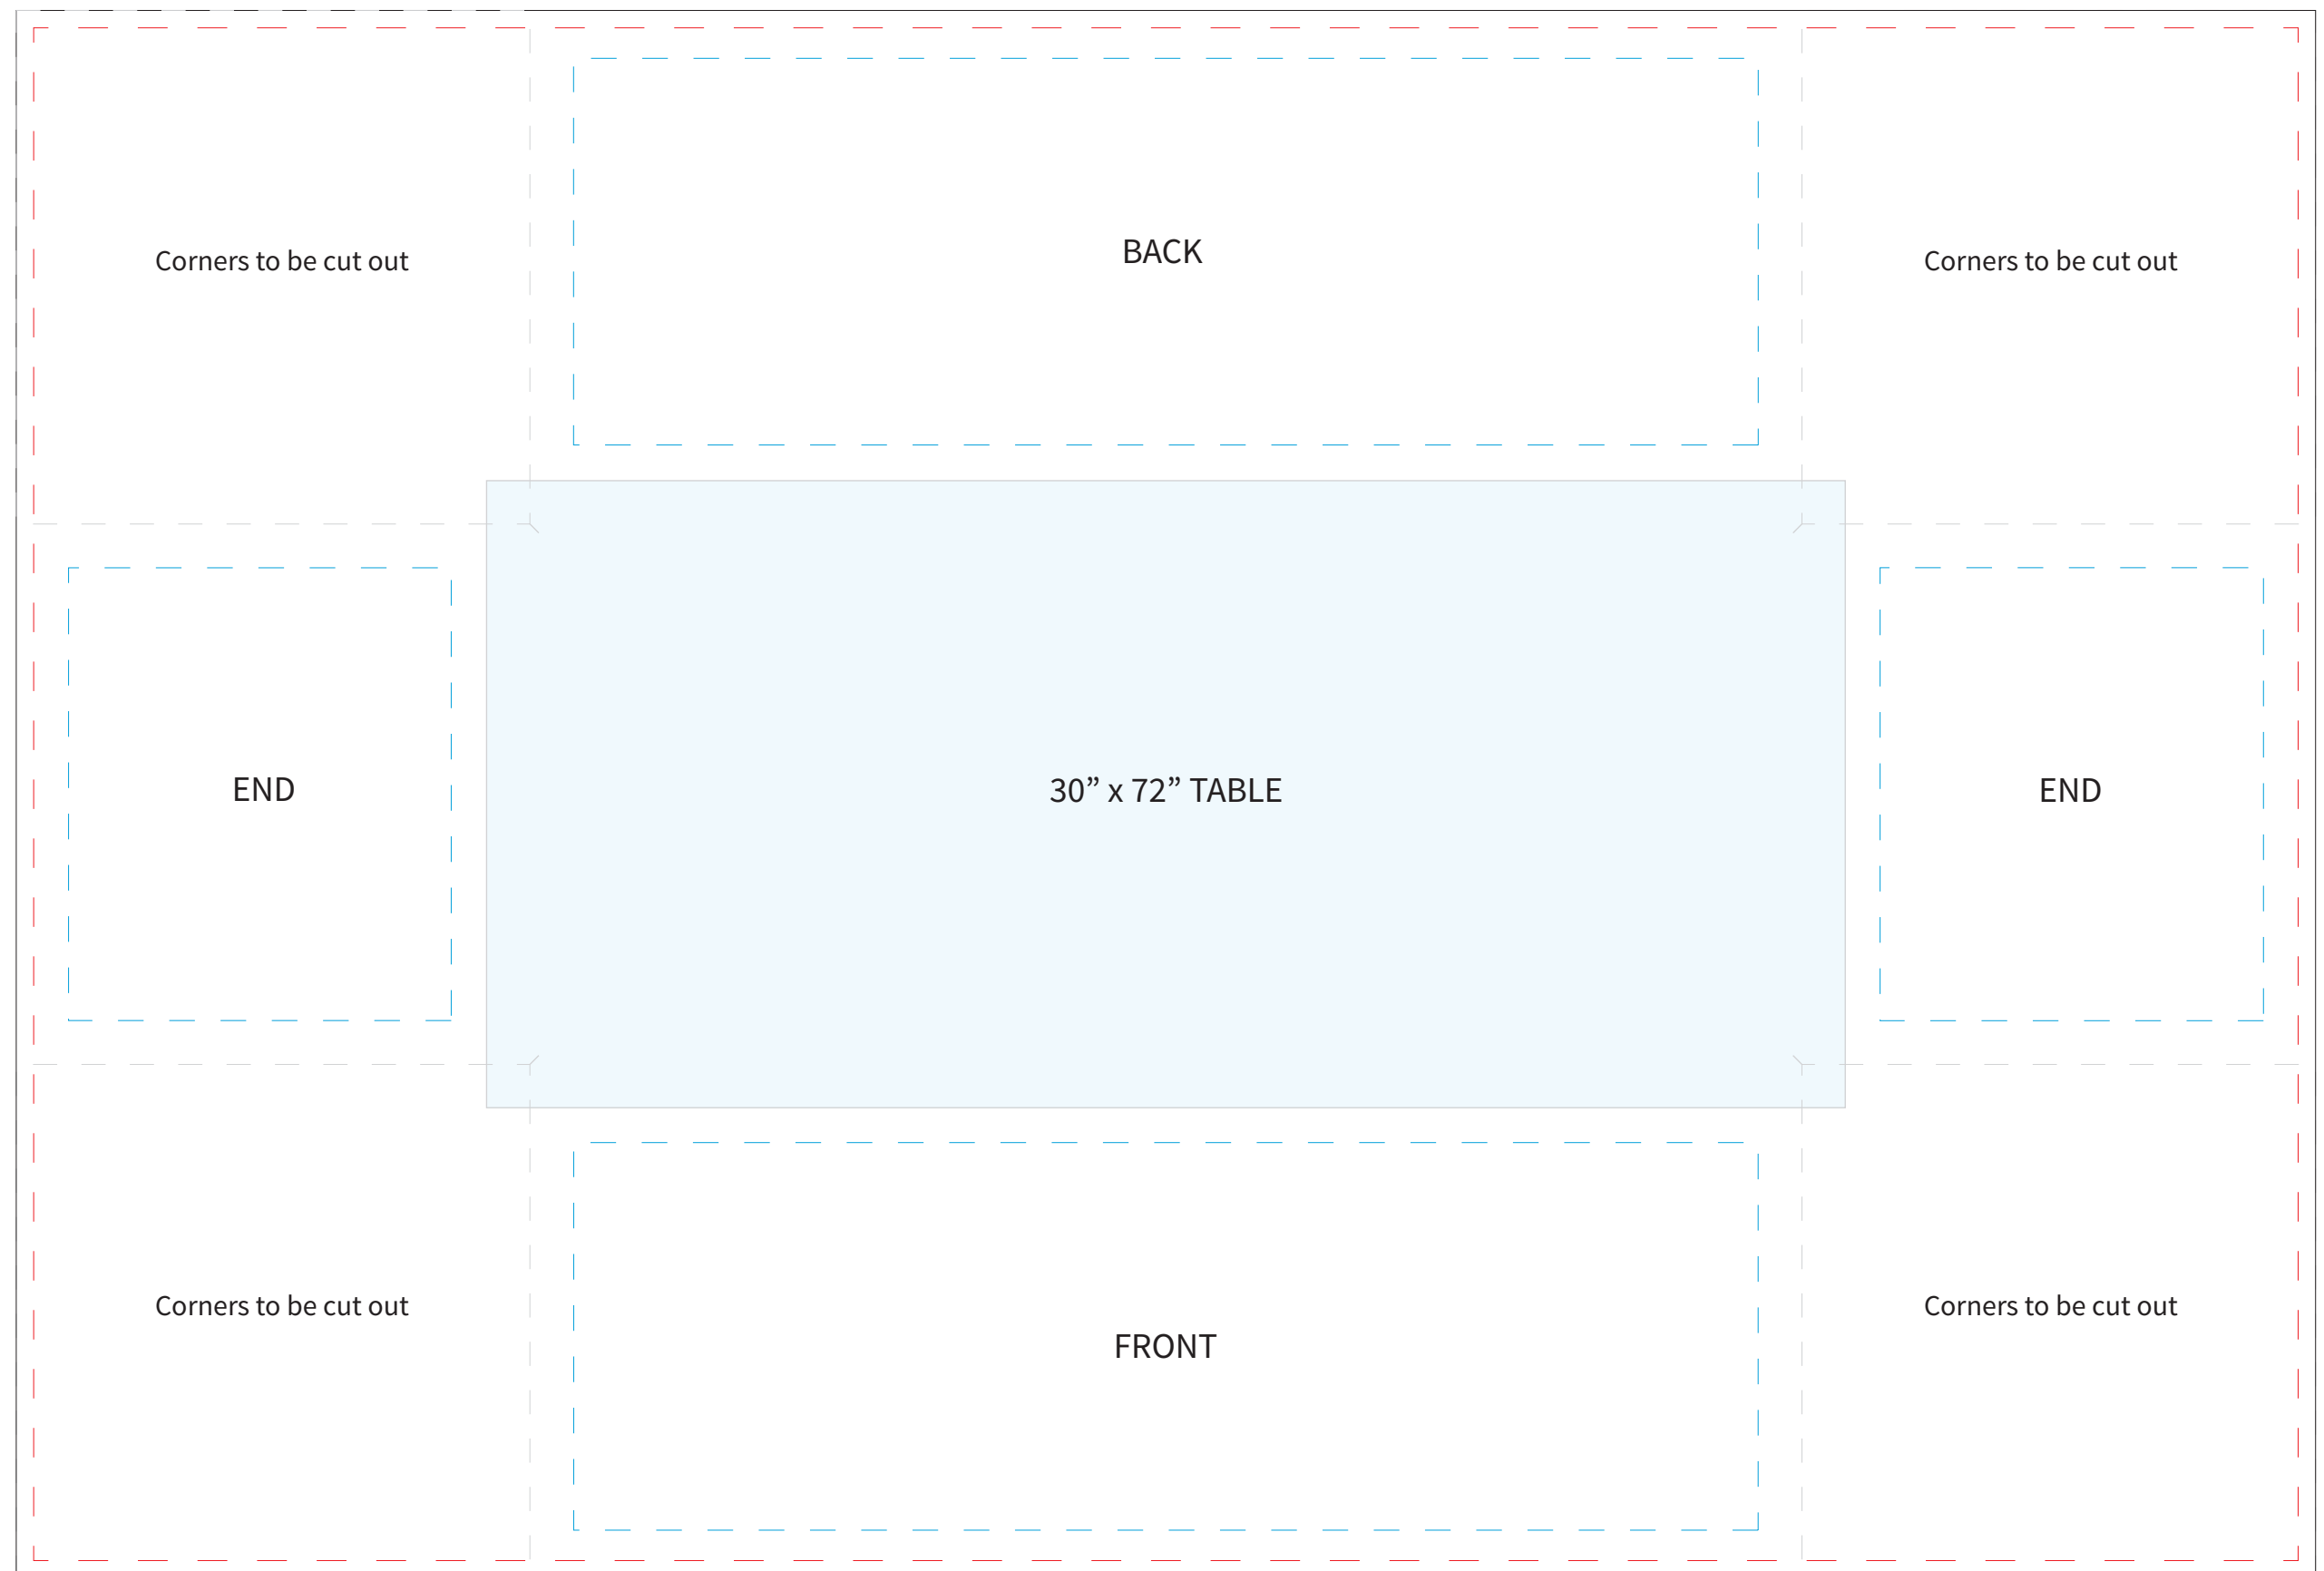 Corners to be cut out
BACK
Corners to be cut out
END
30” x 72” TABLE
END
Corners to be cut out
FRONT
Corners to be cut out